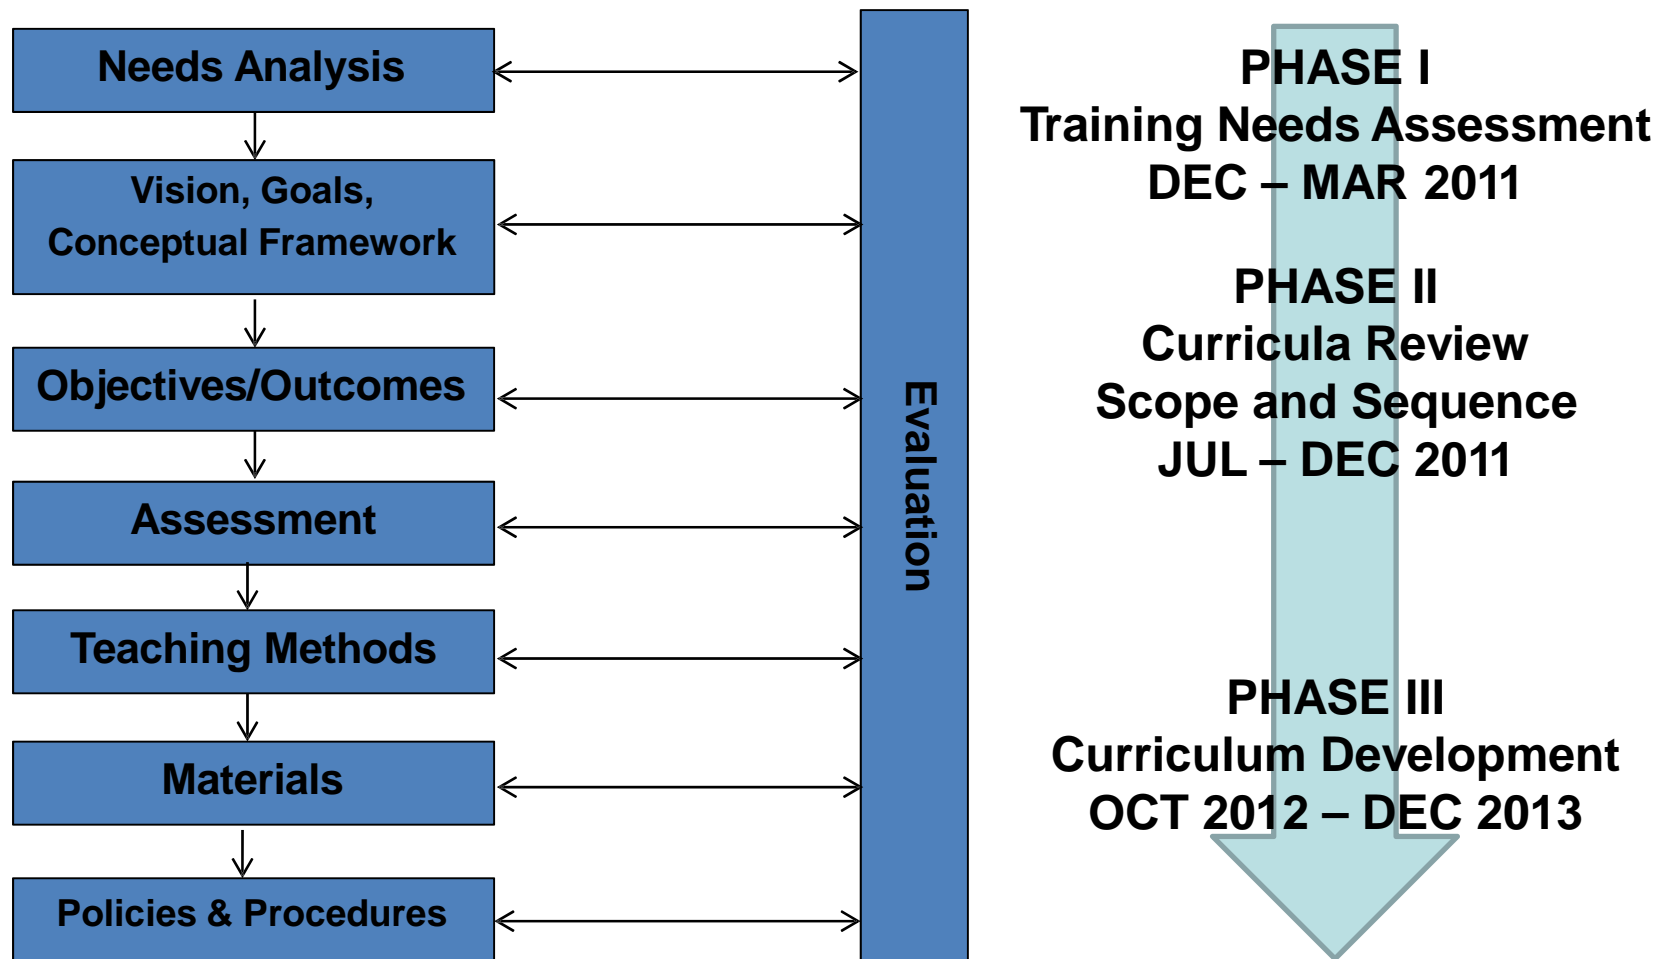 Needs Analysis
Vision, Goals,
Conceptual Framework
Objectives/Outcomes
Assessment
Teaching Methods
Materials
Policies & Procedures
Evaluation
PHASE I
Training Needs Assessment
DEC – MAR 2011
PHASE II
Curricula Review
Scope and Sequence
JUL – DEC 2011
PHASE III
Curriculum Development
OCT 2012 – DEC 2013